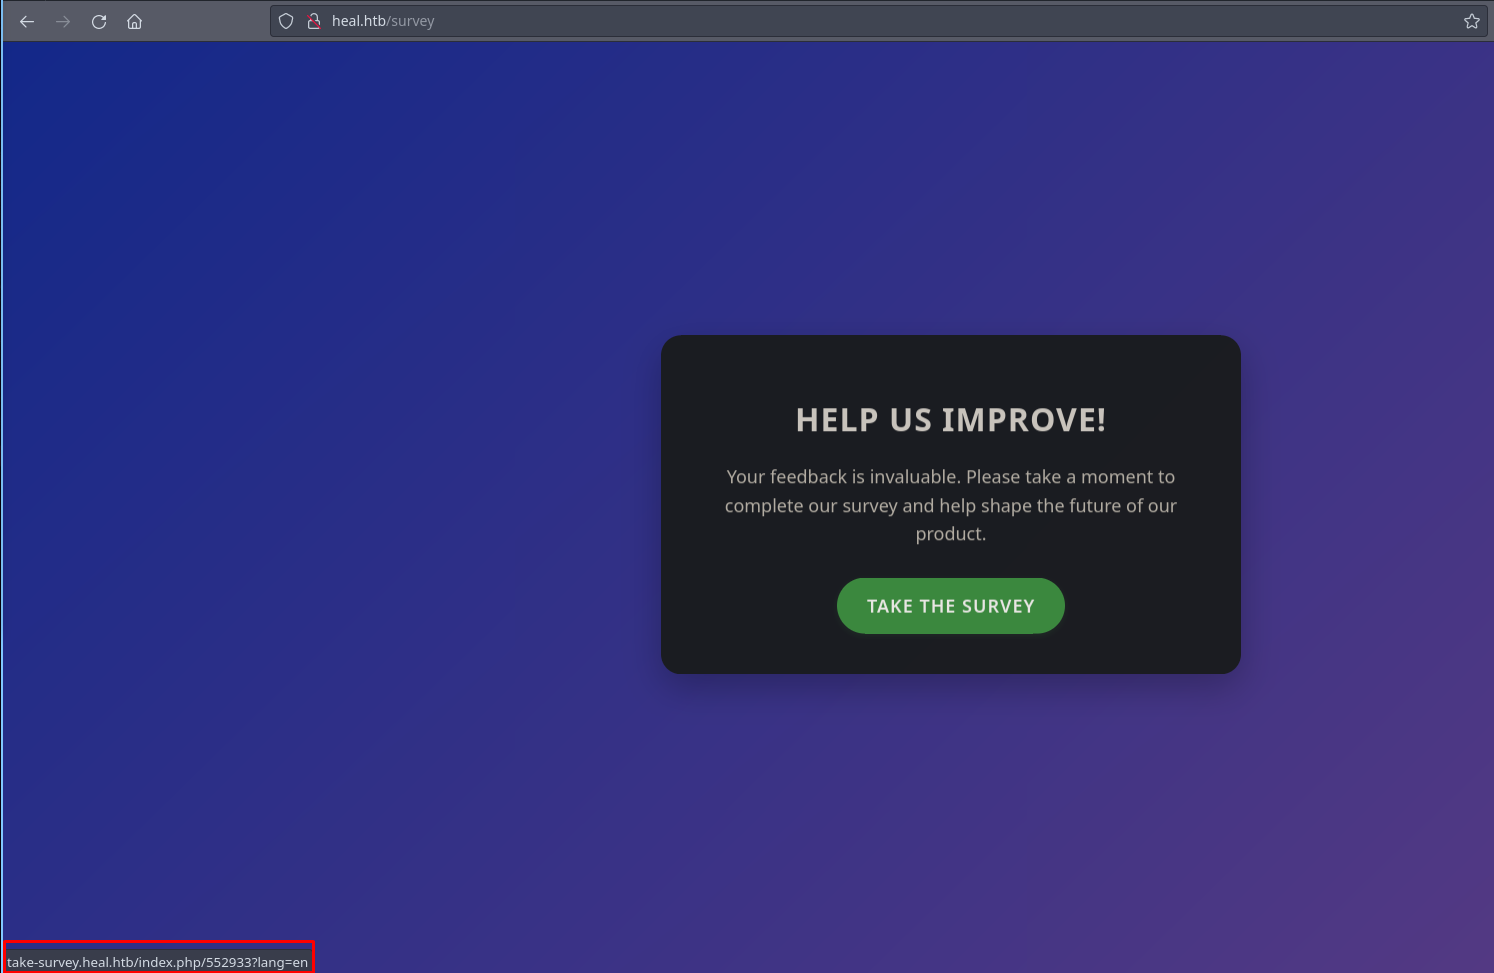 heal.htb/survey
HELP US IMPROVE!
Your feedback is invaluable. Please take a moment to
complete our survey and help shape the future of our
product.
TAKE THE SURVEY
take-survey.heal.htb/index.php/552933?lang=en